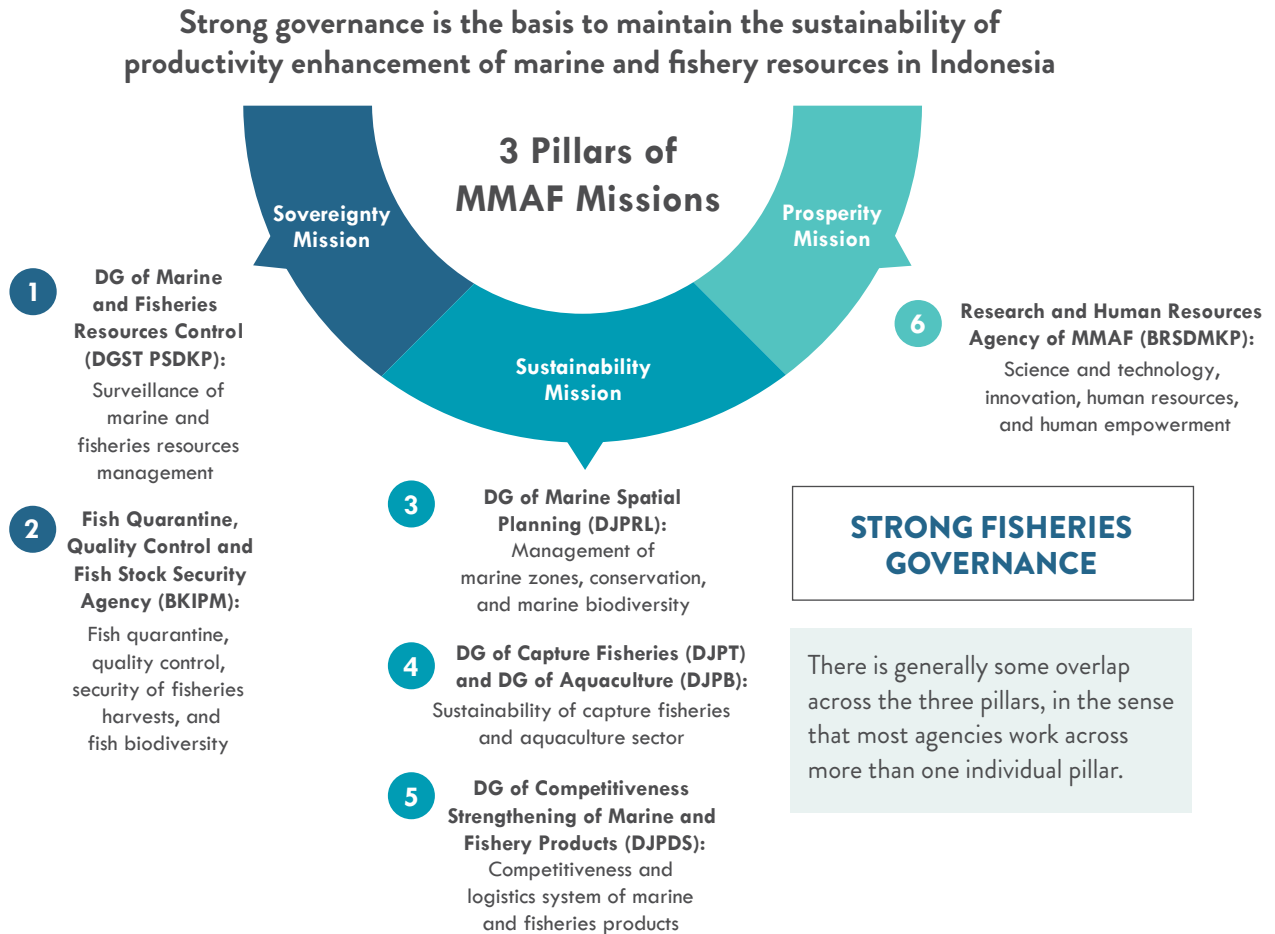 Strong governance is the basis to maintain the sustainability of
productivity enhancement of marine and fishery resources in Indonesia
3 Pillars of
MMAF Missions
Sovereignty
Mission
Sustainability
Mission
Prosperity
Mission
1
DG of Marine
and Fisheries
Resources Control
(DGST PSDKP):
Surveillance of
marine and
fisheries resources
management
2
Fish Quarantine,
Quality Control and
Fish Stock Security
Agency (BKIPM):
Fish quarantine,
quality control,
security of fisheries
harvests, and
fish biodiversity
3
DG of Marine Spatial
Planning (DJPRL):
Management of
marine zones, conservation,
and marine biodiversity
4
DG of Capture Fisheries (DJPT)
and DG of Aquaculture (DJPB):
Sustainability of capture fisheries
and aquaculture sector
5
DG of Competitiveness
Strengthening of Marine and
Fishery Products (DJPDS):
Competitiveness and
logistics system of marine
and fisheries products
6
Research and Human Resources
Agency of MMAF (BRSDMKP):
Science and technology,
innovation, human resources,
and human empowerment
STRONG FISHERIES
GOVERNANCE
There is generally some overlap
across the three pillars, in the sense
that most agencies work across
more than one individual pillar.